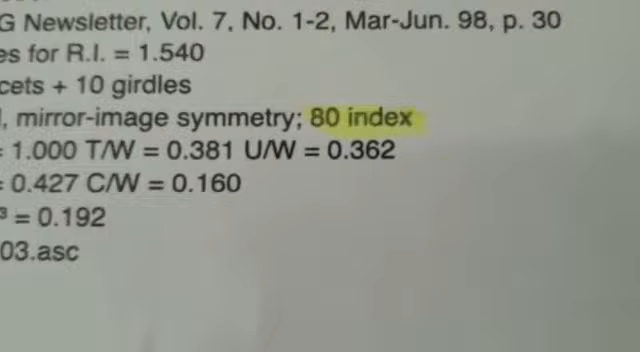 G Newsletter, Vol. 7, No. 1-2, Mar-Jun. 98, p. 30
es for R.I. = 1.540
cets + 10 girdles
, mirror-image symmetry; 80 index
= 1.000 T/W = 0.381 U/W = 0.362
= 0.427 C/W = 0.160
³ = 0.192
03.asc